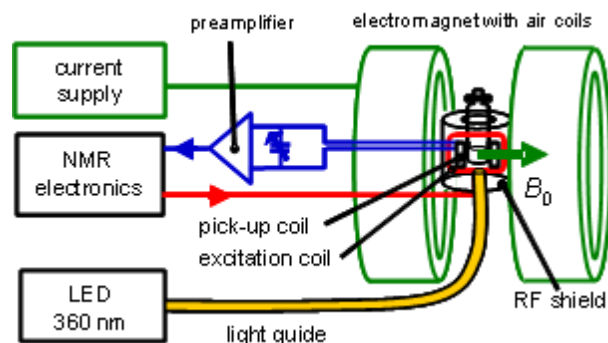 preamplifier
electromagnet with air coils
current
supply
NMR
electronics
B0
pick-up coil
excitation coil
RF shield
LED
360 nm
light guide